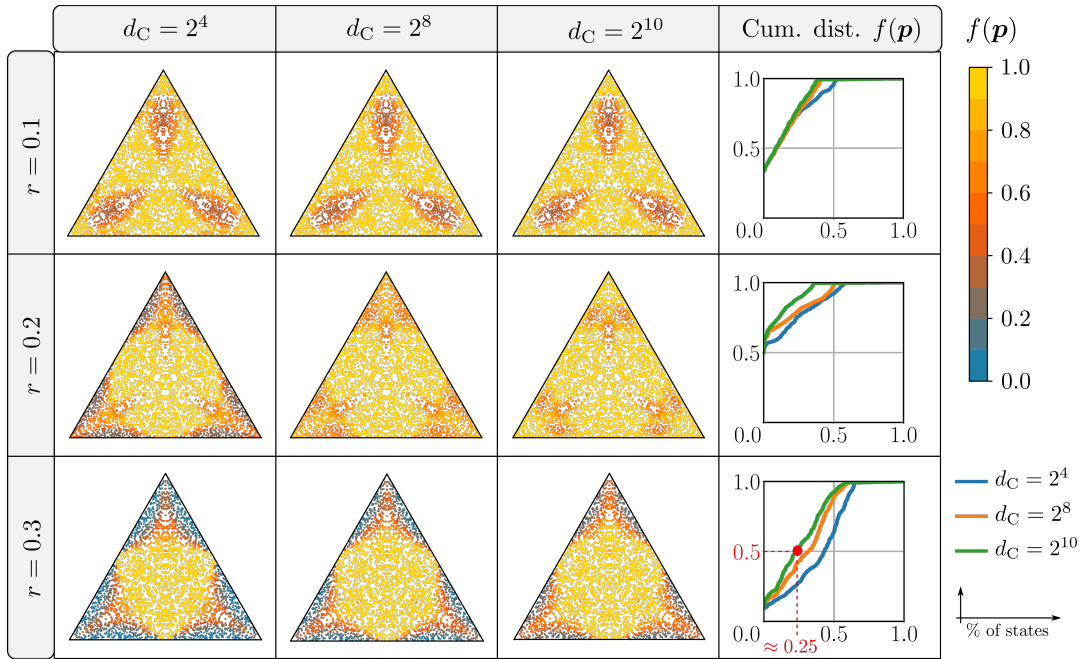 d_C = 2^4
d_C = 2^8
d_C = 2^10
Cum. dist. f(p)
f(p)
r = 0.1
1.0
0.5
0.0
0.5
1.0
r = 0.2
1.0
0.5
0.0
0.5
1.0
r = 0.3
1.0
0.5
0.0
0.5
1.0
≈ 0.25
1.0
0.8
0.6
0.4
0.2
0.0
d_C = 2^4
d_C = 2^8
d_C = 2^10
% of states